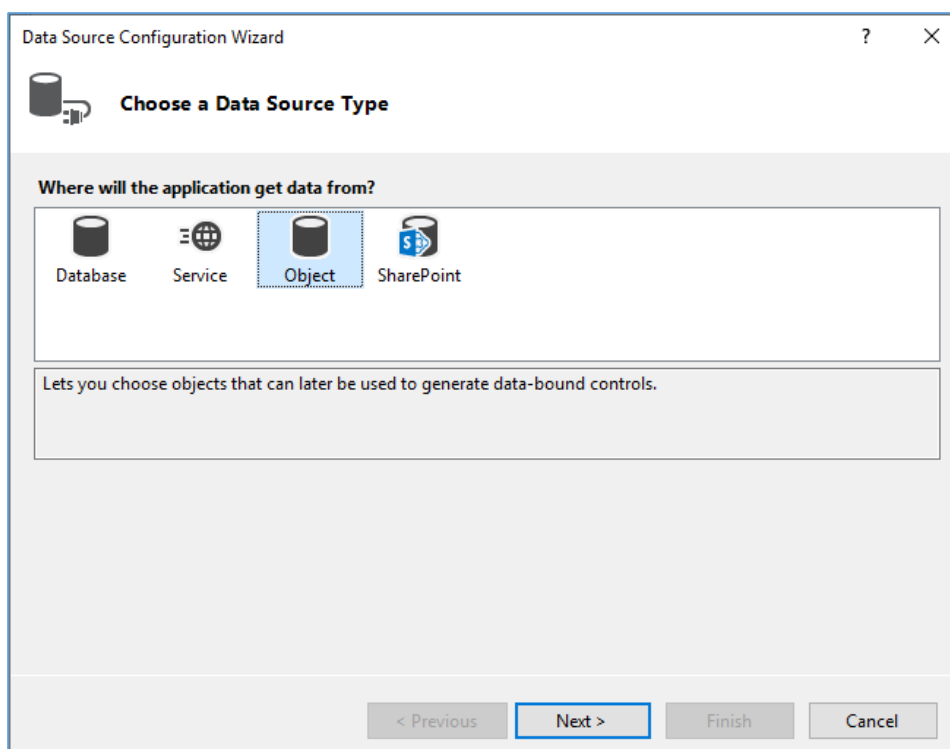 Data Source Configuration Wizard ?
Choose a Data Source Type
Where will the application get data from?
Database Service Object SharePoint
Lets you choose objects that can later be used to generate data-bound controls.
< Previous Next > Finish Cancel